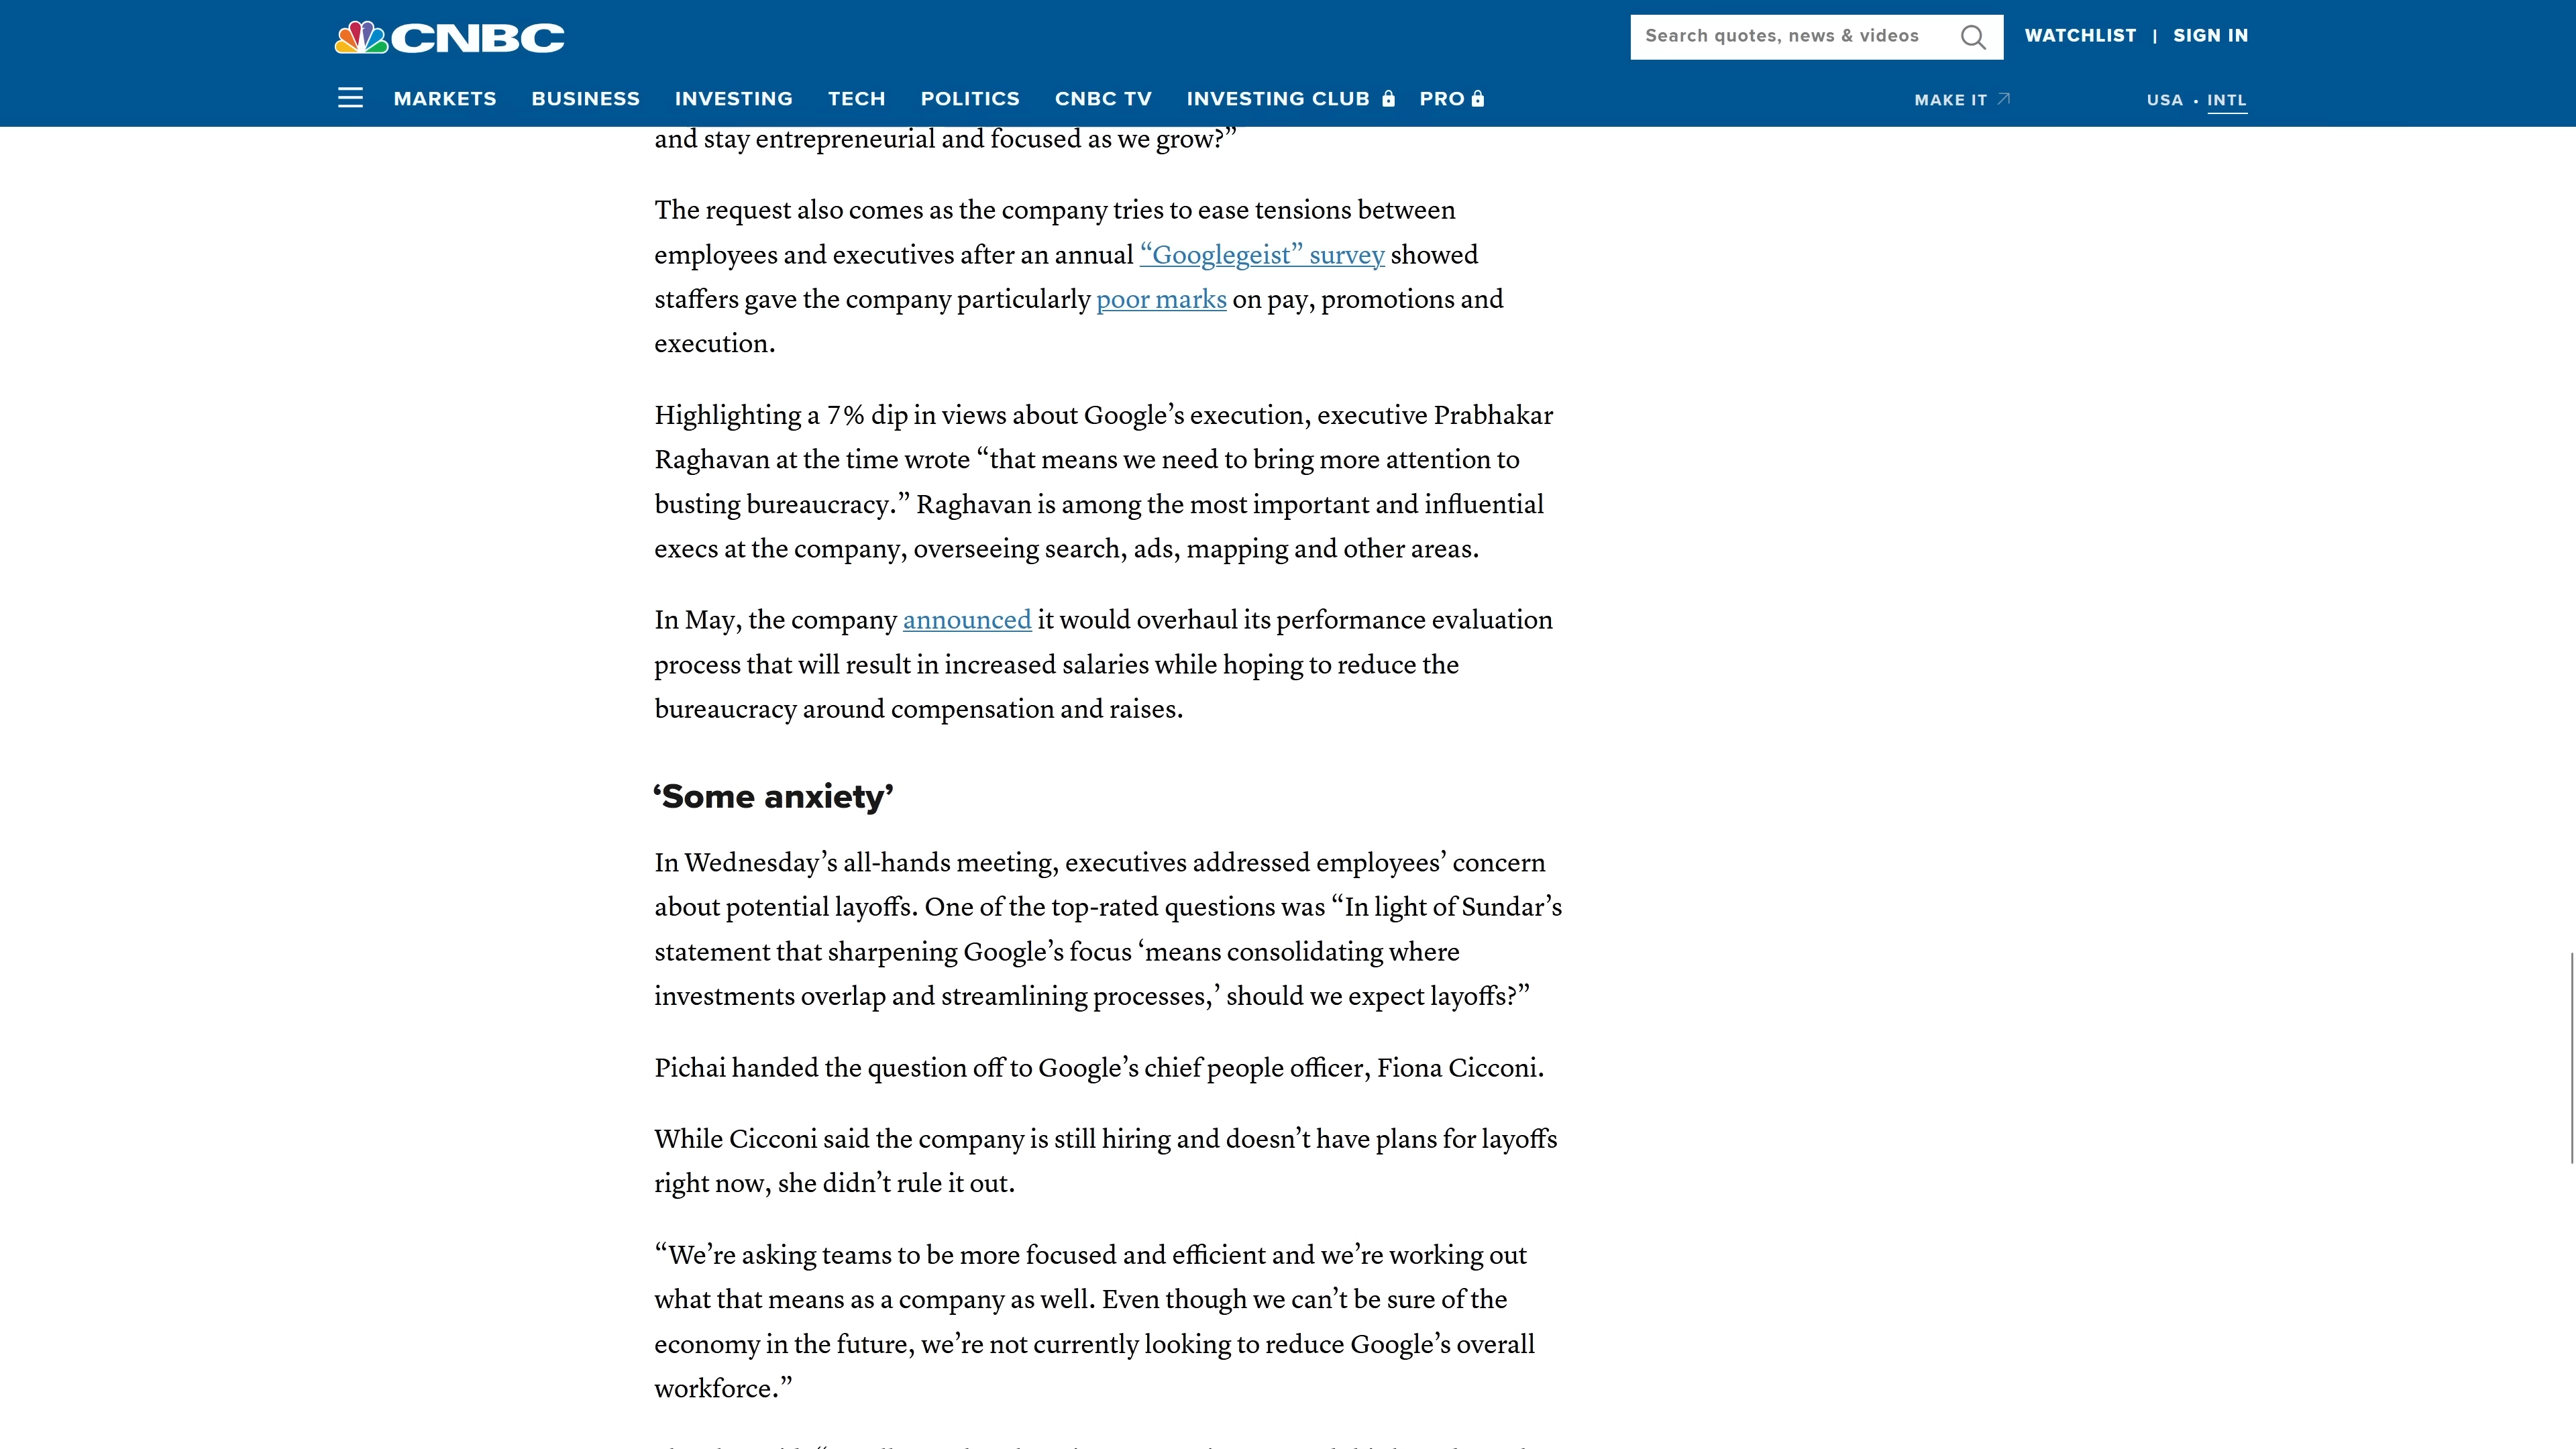 CNBC
Search quotes, news & videos
WATCHLIST | SIGN IN
MARKETS BUSINESS INVESTING TECH POLITICS CNBC TV INVESTING CLUB PRO MAKE IT USA • INTL
and stay entrepreneurial and focused as we grow?”
The request also comes as the company tries to ease tensions between
employees and executives after an annual “Googlegeist” survey showed
staffers gave the company particularly poor marks on pay, promotions and
execution.
Highlighting a 7% dip in views about Google’s execution, executive Prabhakar
Raghavan at the time wrote “that means we need to bring more attention to
busting bureaucracy.” Raghavan is among the most important and influential
execs at the company, overseeing search, ads, mapping and other areas.
In May, the company announced it would overhaul its performance evaluation
process that will result in increased salaries while hoping to reduce the
bureaucracy around compensation and raises.
‘Some anxiety’
In Wednesday’s all-hands meeting, executives addressed employees’ concern
about potential layoffs. One of the top-rated questions was “In light of Sundar’s
statement that sharpening Google’s focus ‘means consolidating where
investments overlap and streamlining processes,’ should we expect layoffs?”
Pichai handed the question off to Google’s chief people officer, Fiona Cicconi.
While Cicconi said the company is still hiring and doesn’t have plans for layoffs
right now, she didn’t rule it out.
“We’re asking teams to be more focused and efficient and we’re working out
what that means as a company as well. Even though we can’t be sure of the
economy in the future, we’re not currently looking to reduce Google’s overall
workforce.”